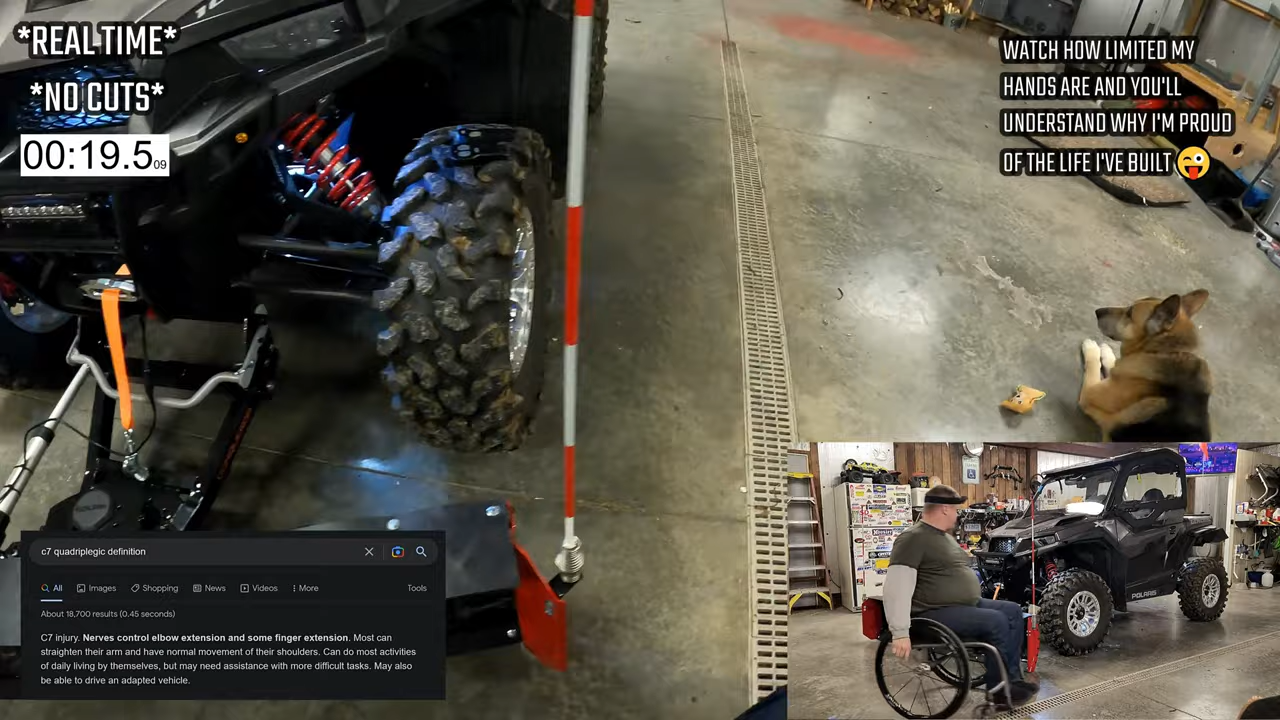 *REAL TIME*
*NO CUTS*
00:19.509
WATCH HOW LIMITED MY
HANDS ARE AND YOU'LL
UNDERSTAND WHY I'M PROUD
OF THE LIFE I'VE BUILT 😜
c7 quadriplegic definition
All Images Shopping News Videos More Tools
About 18,700 results (0.45 seconds)
C7 injury. Nerves control elbow extension and some finger extension. Most can
straighten their arm and have normal movement of their shoulders. Can do most activities
of daily living by themselves, but may need assistance with more difficult tasks. May also
be able to drive an adapted vehicle.
POLARIS